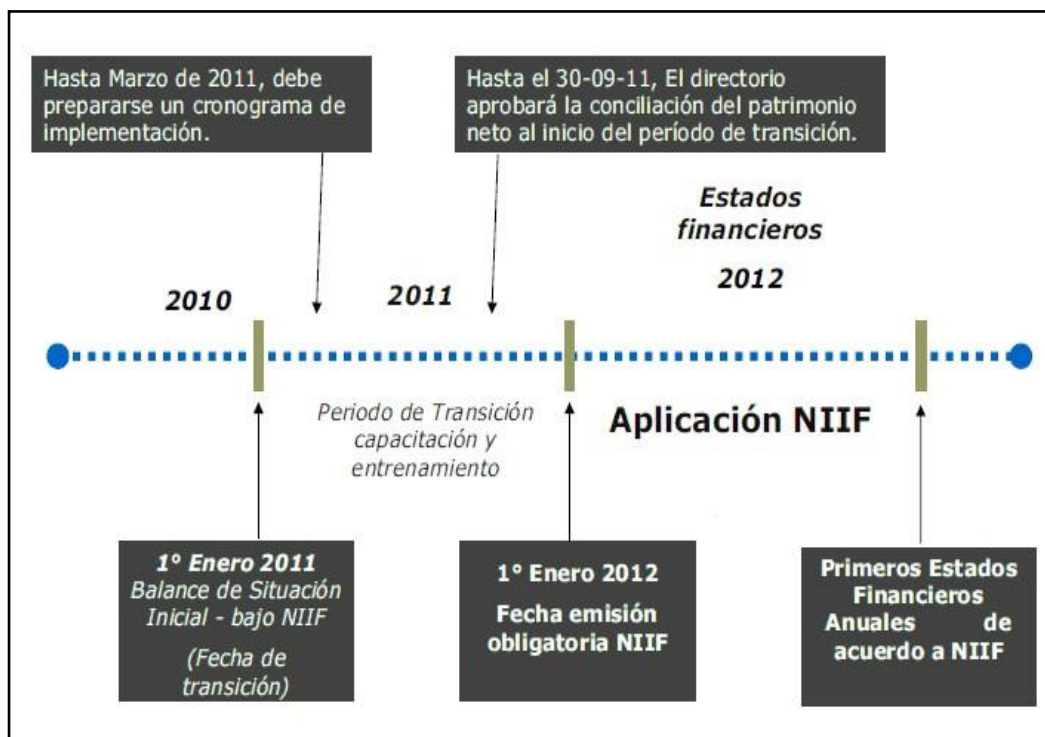 Hasta Marzo de 2011, debe
prepararse un cronograma de
implementación.
Hasta el 30-09-11, El directorio
aprobará la conciliación del patrimonio
neto al inicio del período de transición.
Estados
financieros
2012
2010
2011
Periodo de Transición
capacitación y
entrenamiento
Aplicación NIIF
1° Enero 2011
Balance de Situación
Inicial - bajo NIIF
(Fecha de
transición)
1° Enero 2012
Fecha emisión
obligatoria NIIF
Primeros Estados
Financieros
Anuales de
acuerdo a NIIF